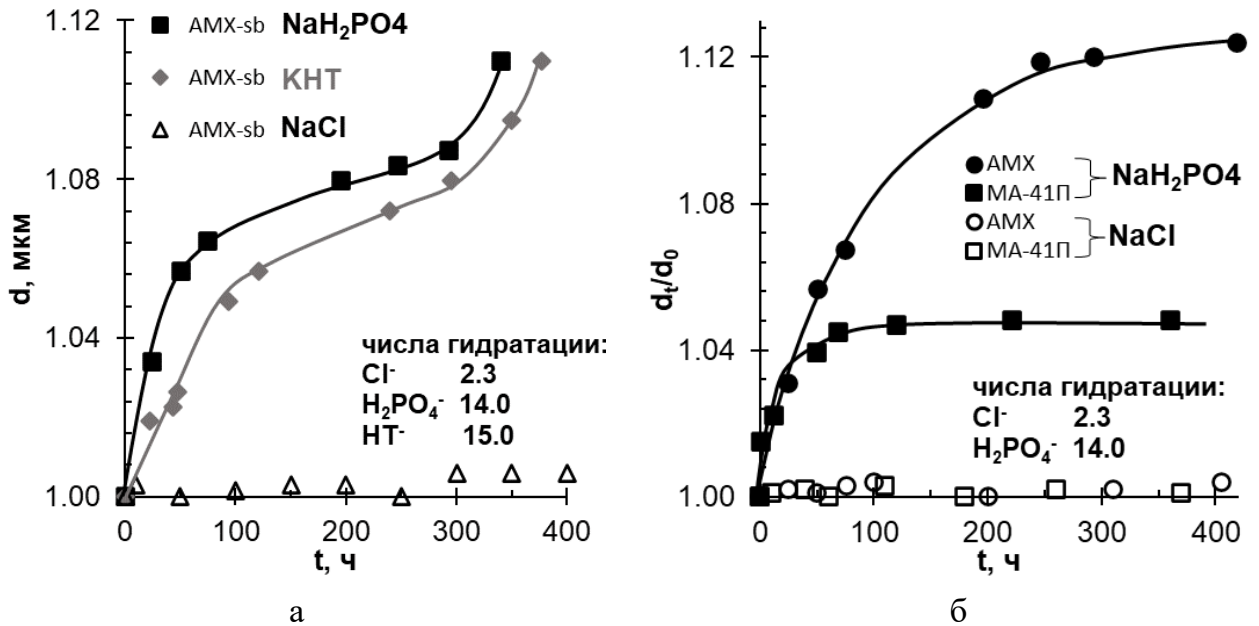 1.12
1.08
1.04
1.00
d, мкм
AMX-sb NaH₂PO4
AMX-sb KHT
AMX-sb NaCl
числа гидратации:
Cl⁻ 2.3
H₂PO₄⁻ 14.0
HT⁻ 15.0
0 100 200 300 400
t, ч
а
1.12
1.08
1.04
1.00
dₜ/d₀
AMX
МА-41П
NaH₂PO4
AMX
МА-41П
NaCl
числа гидратации:
Cl⁻ 2.3
H₂PO₄⁻ 14.0
0 100 200 300 400
t, ч
б